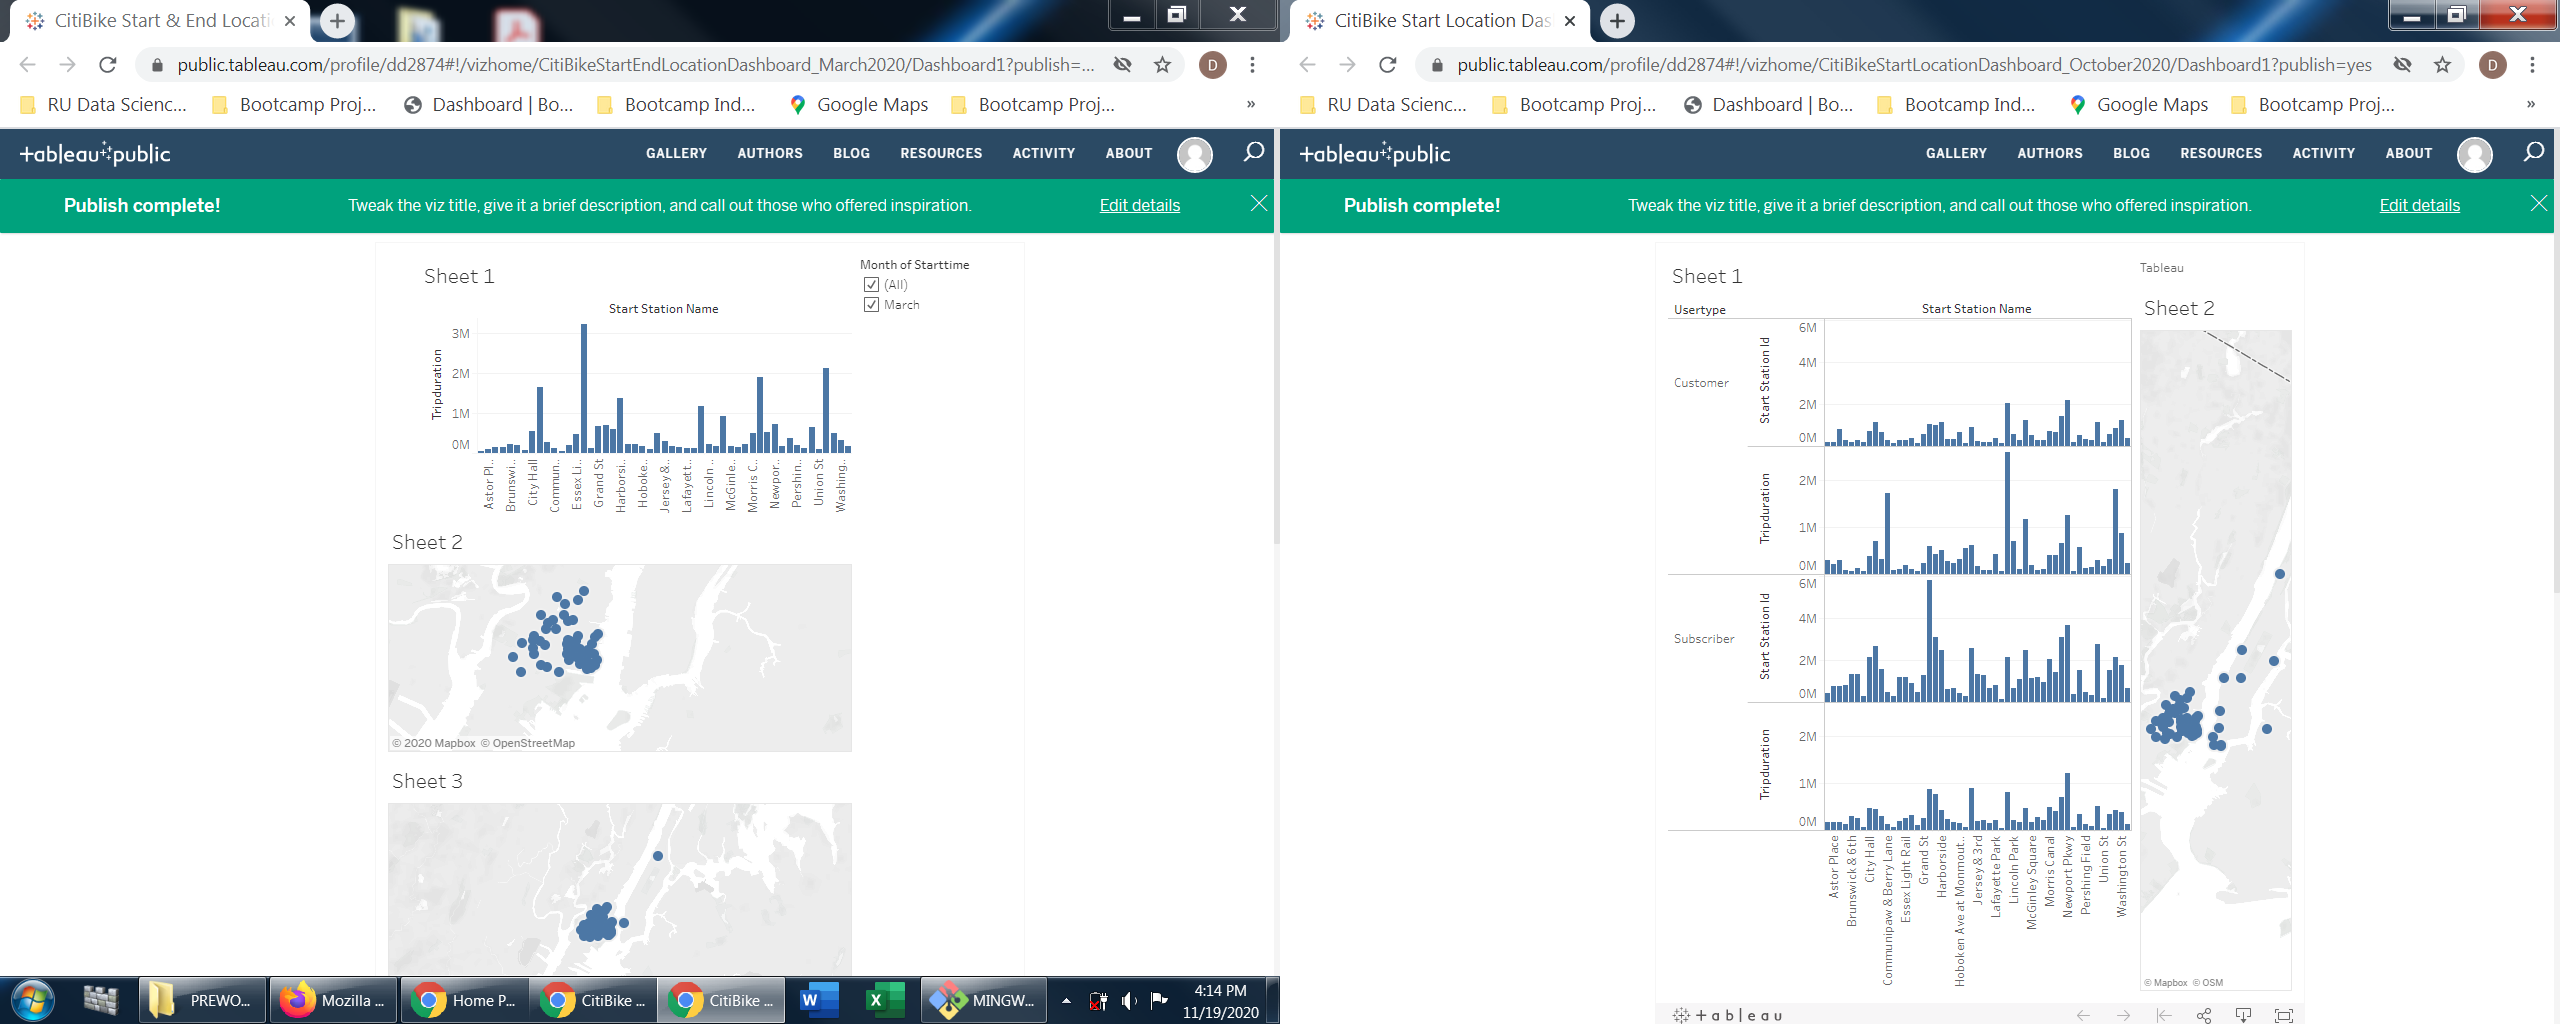 CitiBike Start & End Locati
public.tableau.com/profile/dd2874#!/vizhome/CitiBikeStartEndLocationDashboard_March2020/Dashboard1?publish=...
RU Data Scienc... Bootcamp Proj... Dashboard | Bo... Bootcamp Ind... Google Maps Bootcamp Proj... »
+ableau public GALLERY AUTHORS BLOG RESOURCES ACTIVITY ABOUT
Publish complete! Tweak the viz title, give it a brief description, and call out those who offered inspiration. Edit details
Sheet 1
Month of Starttime
(All)
March
Start Station Name
Tripduration
3M
2M
1M
0M
Astor Pl.. Brunswi.. City Hall Commun.. Essex Li.. Grand St Harborsi.. Hoboke.. Jersey &.. Lafayett.. Lincoln .. McGinle.. Morris C.. Newpor.. Pershin.. Union St Washing..
Sheet 2
© 2020 Mapbox © OpenStreetMap
Sheet 3
PREWO... Mozilla ... Home P... CitiBike ... CitiBike ... MINGW...
4:14 PM
11/19/2020
CitiBike Start Location Das
D
public.tableau.com/profile/dd2874#!/vizhome/CitiBikeStartLocationDashboard_October2020/Dashboard1?publish=yes
D
RU Data Scienc... Bootcamp Proj... Dashboard | Bo... Bootcamp Ind... Google Maps Bootcamp Proj... »
+ableau public GALLERY AUTHORS BLOG RESOURCES ACTIVITY ABOUT
Publish complete! Tweak the viz title, give it a brief description, and call out those who offered inspiration. Edit details
Sheet 1
Tableau
Sheet 2
Usertype Start Station Name
Customer
Start Station Id
6M
4M
2M
0M
Tripduration
2M
1M
0M
Subscriber
Start Station Id
6M
4M
2M
0M
Tripduration
2M
1M
0M
Astor Place Brunswick & 6th City Hall Communipaw & Berry Lane Essex Light Rail Grand St Harborside Hoboken Ave at Monmout.. Jersey & 3rd Lafayette Park Lincoln Park McGinley Square Morris Canal Newport Pkwy Pershing Field Union St Washington St
© Mapbox © OSM
+ableau